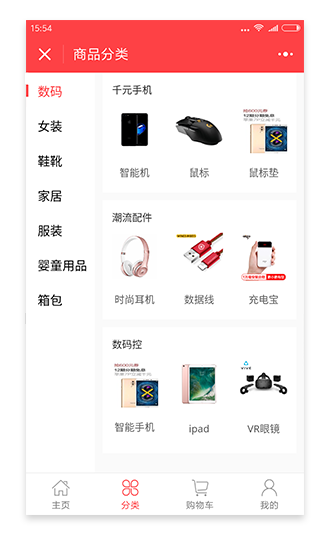 15:54
商品分类
数码
女装
鞋靴
家居
服装
婴童用品
箱包
千元手机
智能机
鼠标
鼠标垫
潮流配件
时尚耳机
数据线
充电宝
数码控
智能手机
ipad
VIVE
VR眼镜
主页
分类
购物车
我的